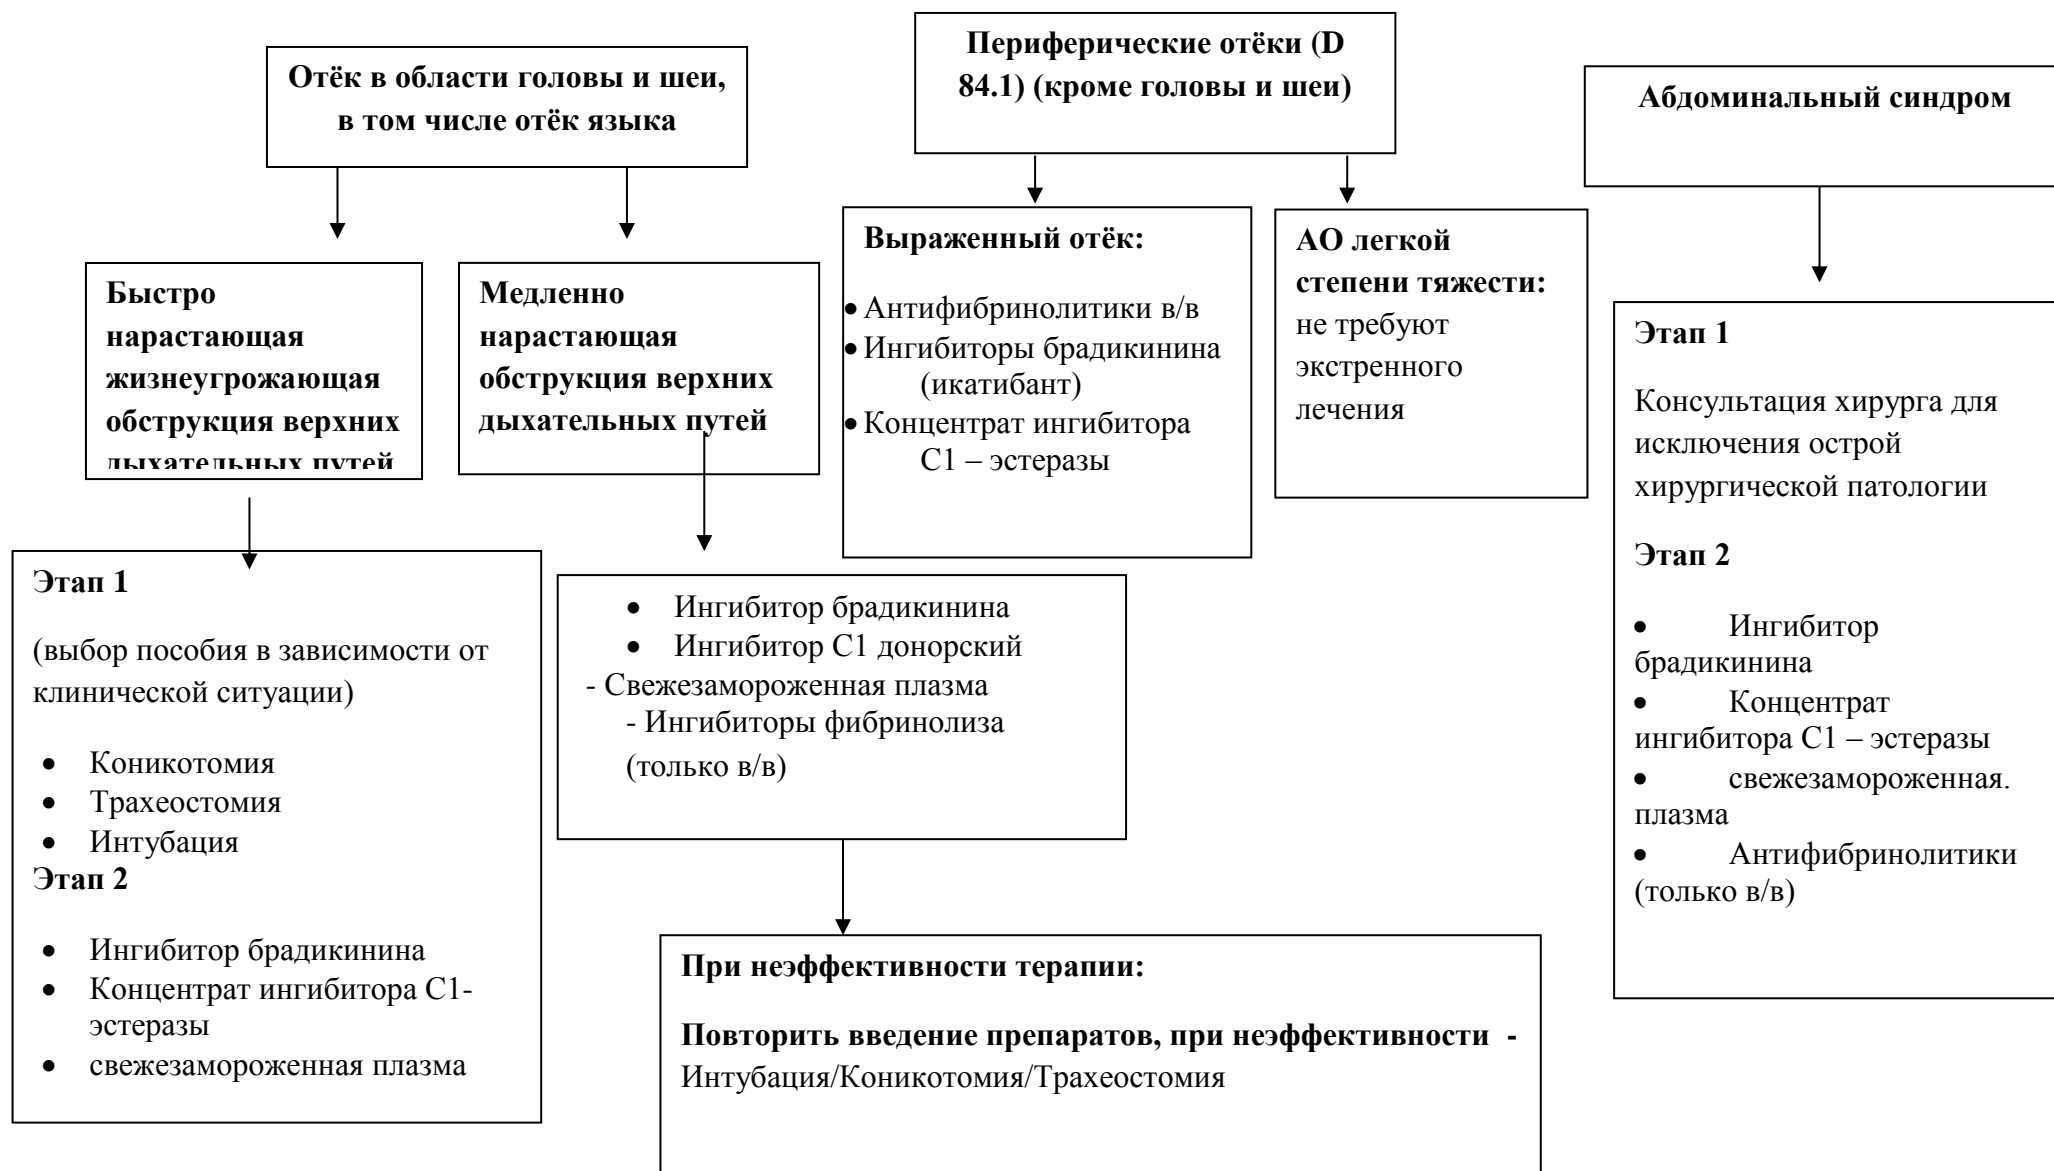 Отёк в области головы и шеи,
в том числе отёк языка
Периферические отёки (D
84.1) (кроме головы и шеи)
Абдоминальный синдром
Быстро
нарастающая
жизнеугрожающая
обструкция верхних
дыхательных путей
Медленно
нарастающая
обструкция верхних
дыхательных путей
Выраженный отёк:
• Антифибринолитики в/в
• Ингибиторы брадикинина
(икатибант)
• Концентрат ингибитора
С1 – эстеразы
АО легкой
степени тяжести:
не требуют
экстренного
лечения
Этап 1
Консультация хирурга для
исключения острой
хирургической патологии
Этап 2
• Ингибитор
брадикинина
• Концентрат
ингибитора С1 – эстеразы
• свежезамороженная.
плазма
• Антифибринолитики
(только в/в)
Этап 1
(выбор пособия в зависимости от
клинической ситуации)
• Коникотомия
• Трахеостомия
• Интубация
Этап 2
• Ингибитор брадикинина
• Концентрат ингибитора С1-
эстеразы
• свежезамороженная плазма
• Ингибитор брадикинина
• Ингибитор С1 донорский
- Свежезамороженная плазма
- Ингибиторы фибринолиза
(только в/в)
При неэффективности терапии:
Повторить введение препаратов, при неэффективности -
Интубация/Коникотомия/Трахеостомия